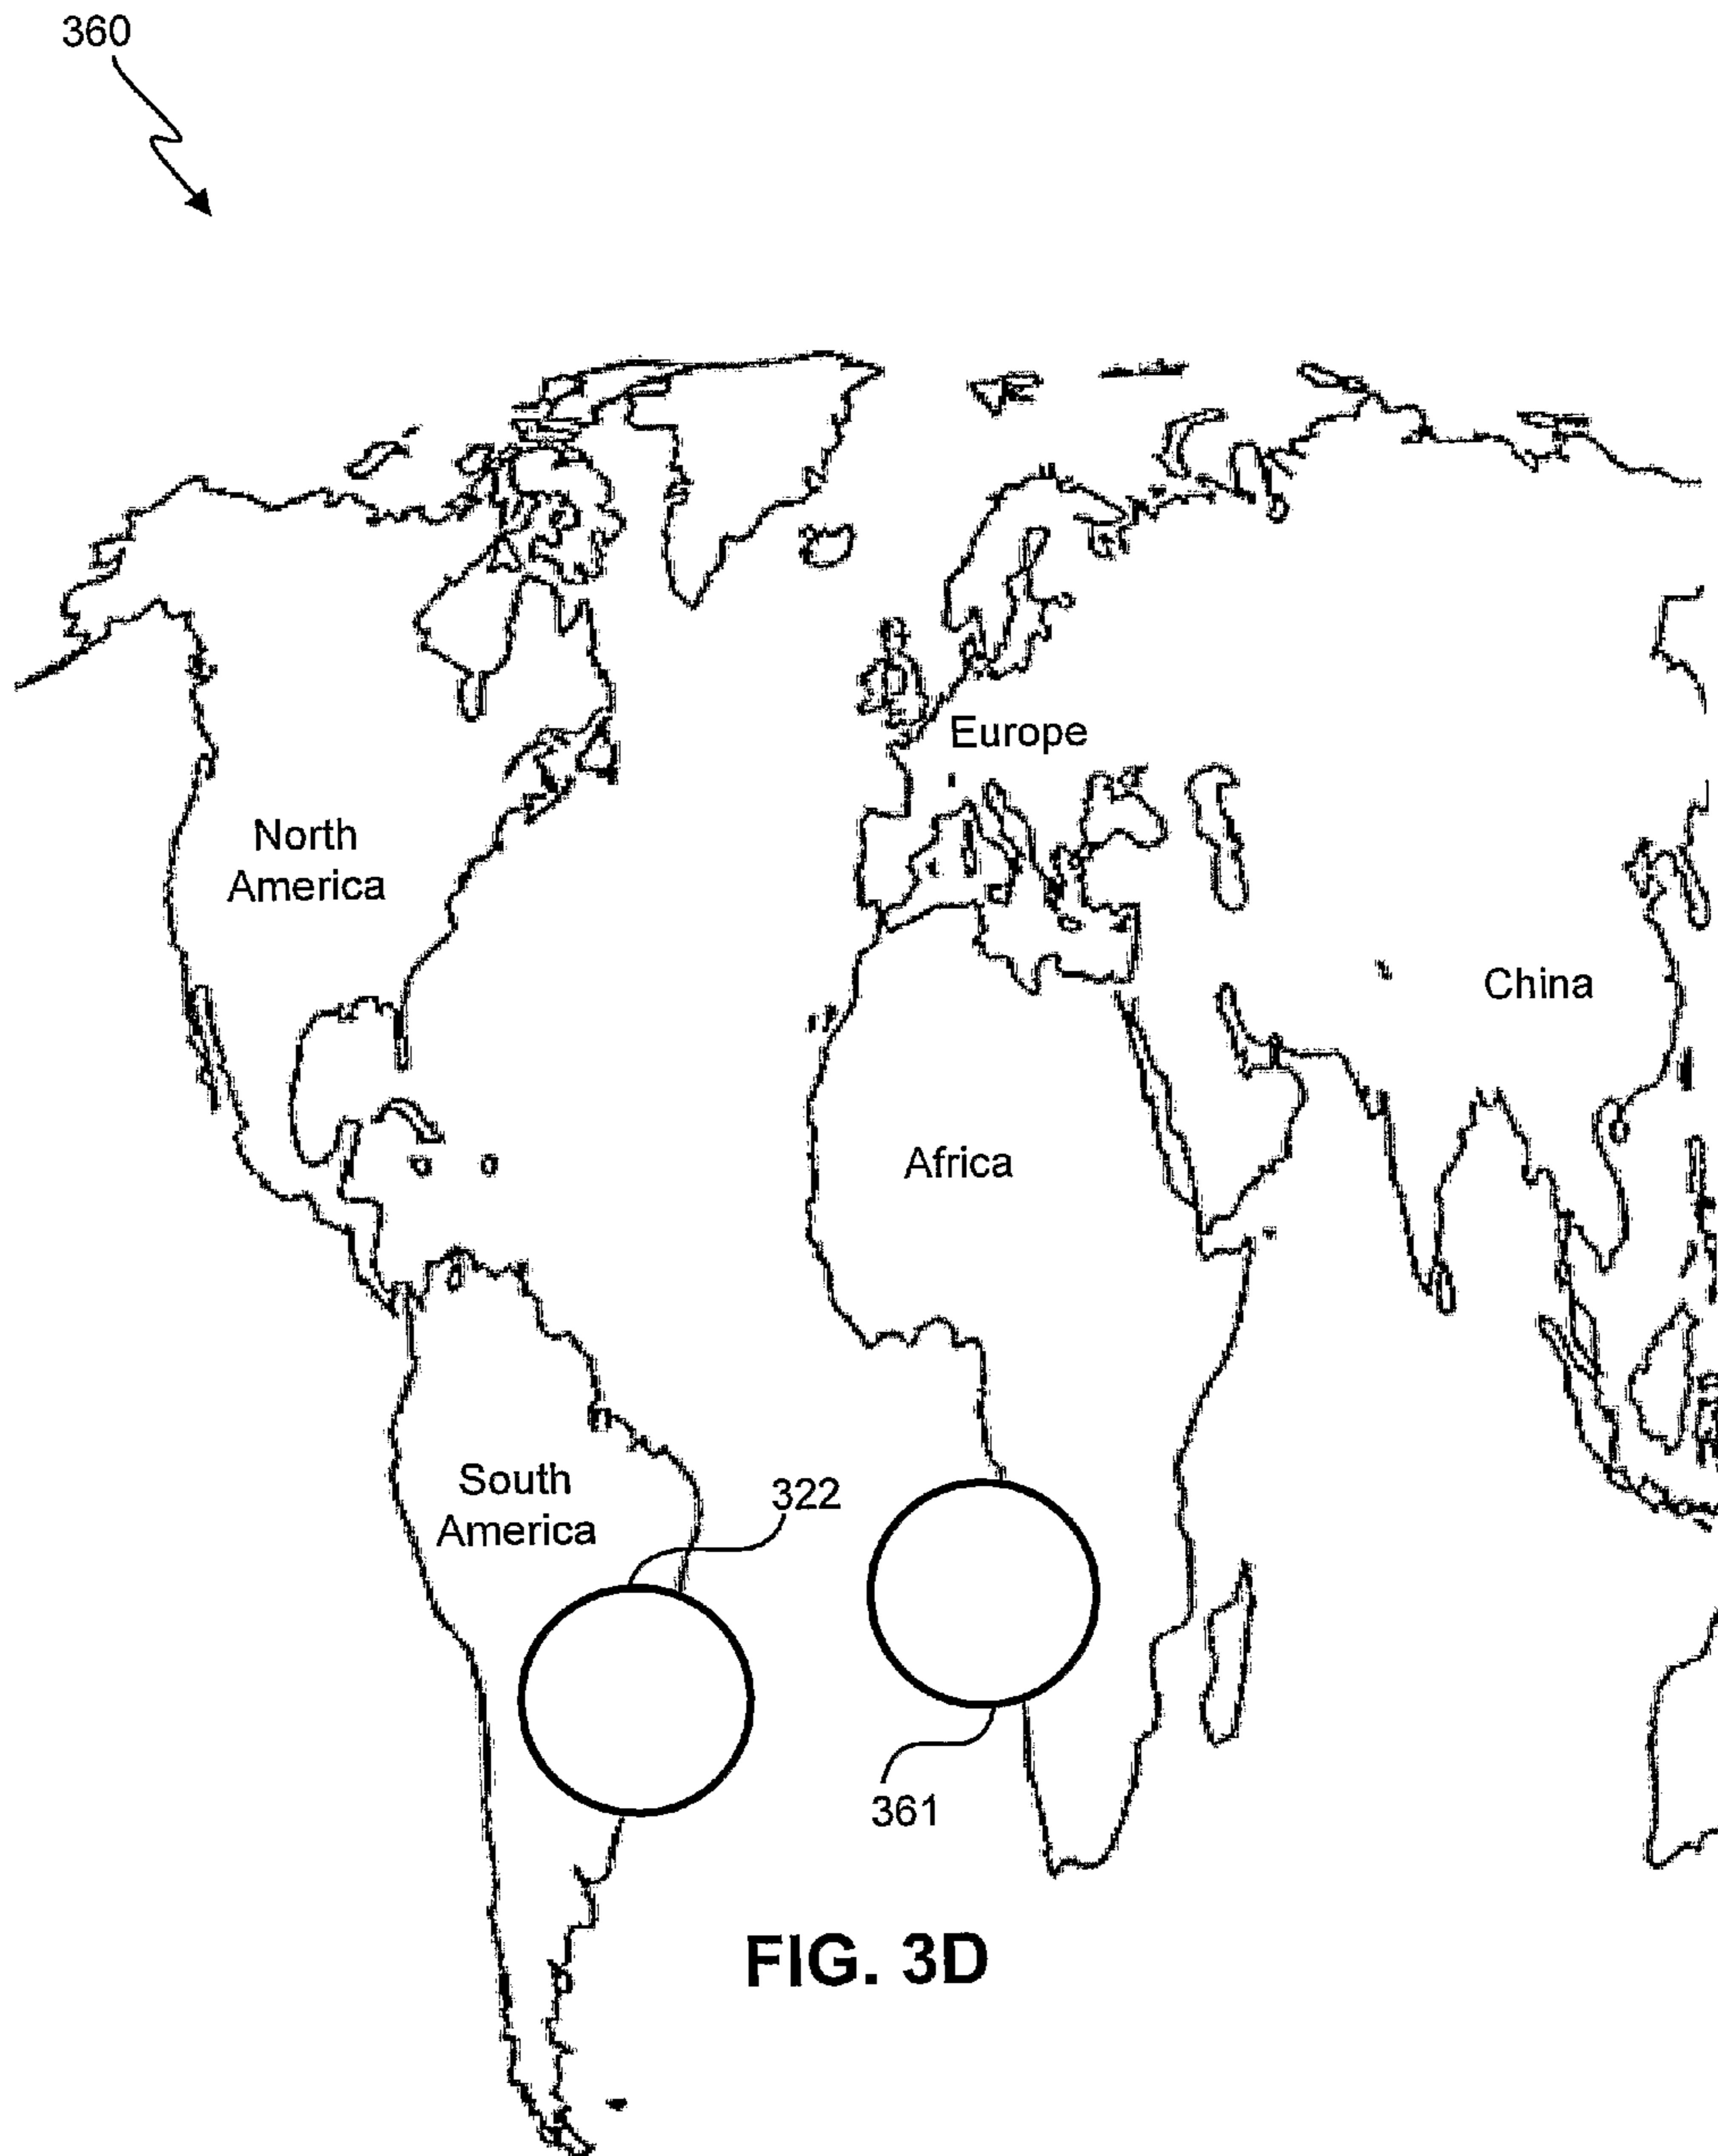 360
Europe
North
America
China
Africa
South
America
322
361
FIG. 3D